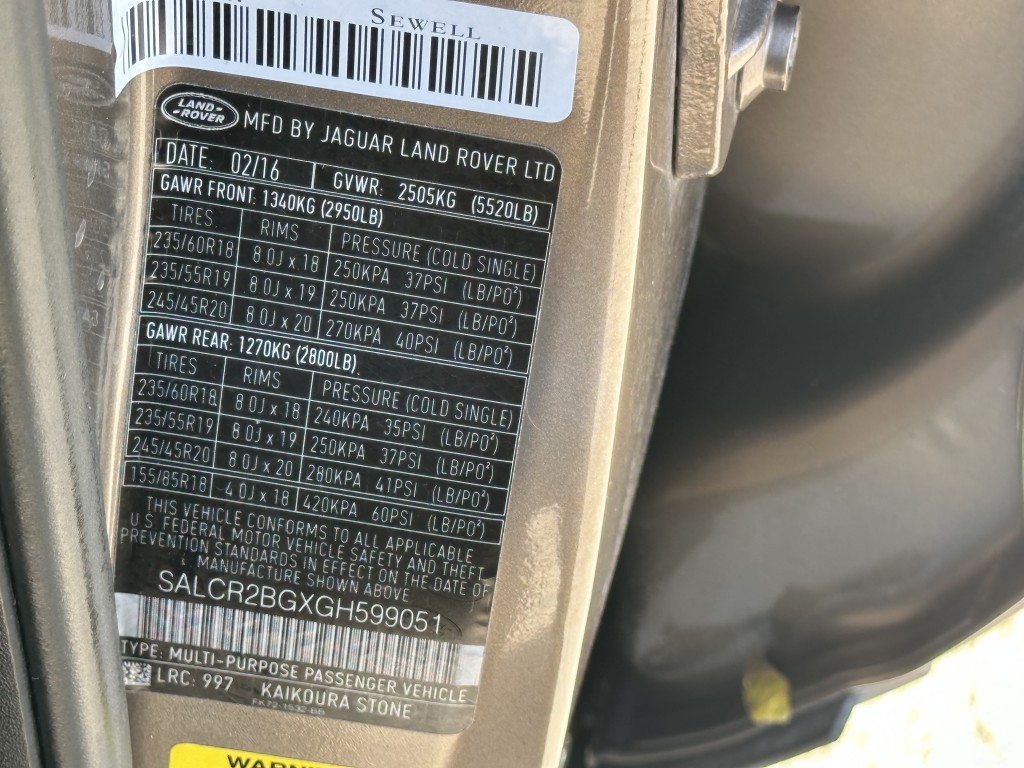 SEWELL
LAND ROVER
MFD BY JAGUAR LAND ROVER LTD
DATE: 02/16 GVWR: 2505KG (5520LB)
GAWR FRONT: 1340KG (2950LB)
TIRES RIMS PRESSURE (COLD SINGLE)
235/60R18 8 0J x 18 250KPA 37PSI (LB/PO²)
235/55R19 8 0J x 19 250KPA 37PSI (LB/PO²)
245/45R20 8 0J x 20 270KPA 40PSI (LB/PO²)
GAWR REAR: 1270KG (2800LB)
TIRES RIMS PRESSURE (COLD SINGLE)
235/60R18 8 0J x 18 240KPA 35PSI (LB/PO²)
235/55R19 8 0J x 19 250KPA 37PSI (LB/PO²)
245/45R20 8 0J x 20 280KPA 41PSI (LB/PO²)
155/85R18 4 0J x 18 420KPA 60PSI (LB/PO²)
THIS VEHICLE CONFORMS TO ALL APPLICABLE
U.S. FEDERAL MOTOR VEHICLE SAFETY AND THEFT
PREVENTION STANDARDS IN EFFECT ON THE DATE OF
MANUFACTURE SHOWN ABOVE
SALCR2BGXGH599051
TYPE: MULTI-PURPOSE PASSENGER VEHICLE
LRC: 997 KAIKOURA STONE
WARNING